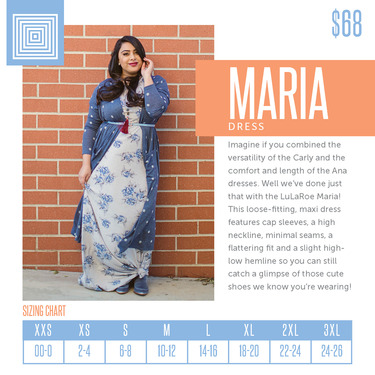 $68
MARIA
DRESS
Imagine if you combined the
versatility of the Carly and the
comfort and length of the Ana
dresses. Well we've done just
that with the LuLaRoe Maria!
This loose-fitting, maxi dress
features cap sleeves, a high
neckline, minimal seams, a
flattering fit and a slight high-
low hemline so you can still
catch a glimpse of those cute
shoes we know you're wearing!
SIZING CHART
XXS XS S M L XL 2XL 3XL
00-0 2-4 6-8 10-12 14-16 18-20 22-24 24-26